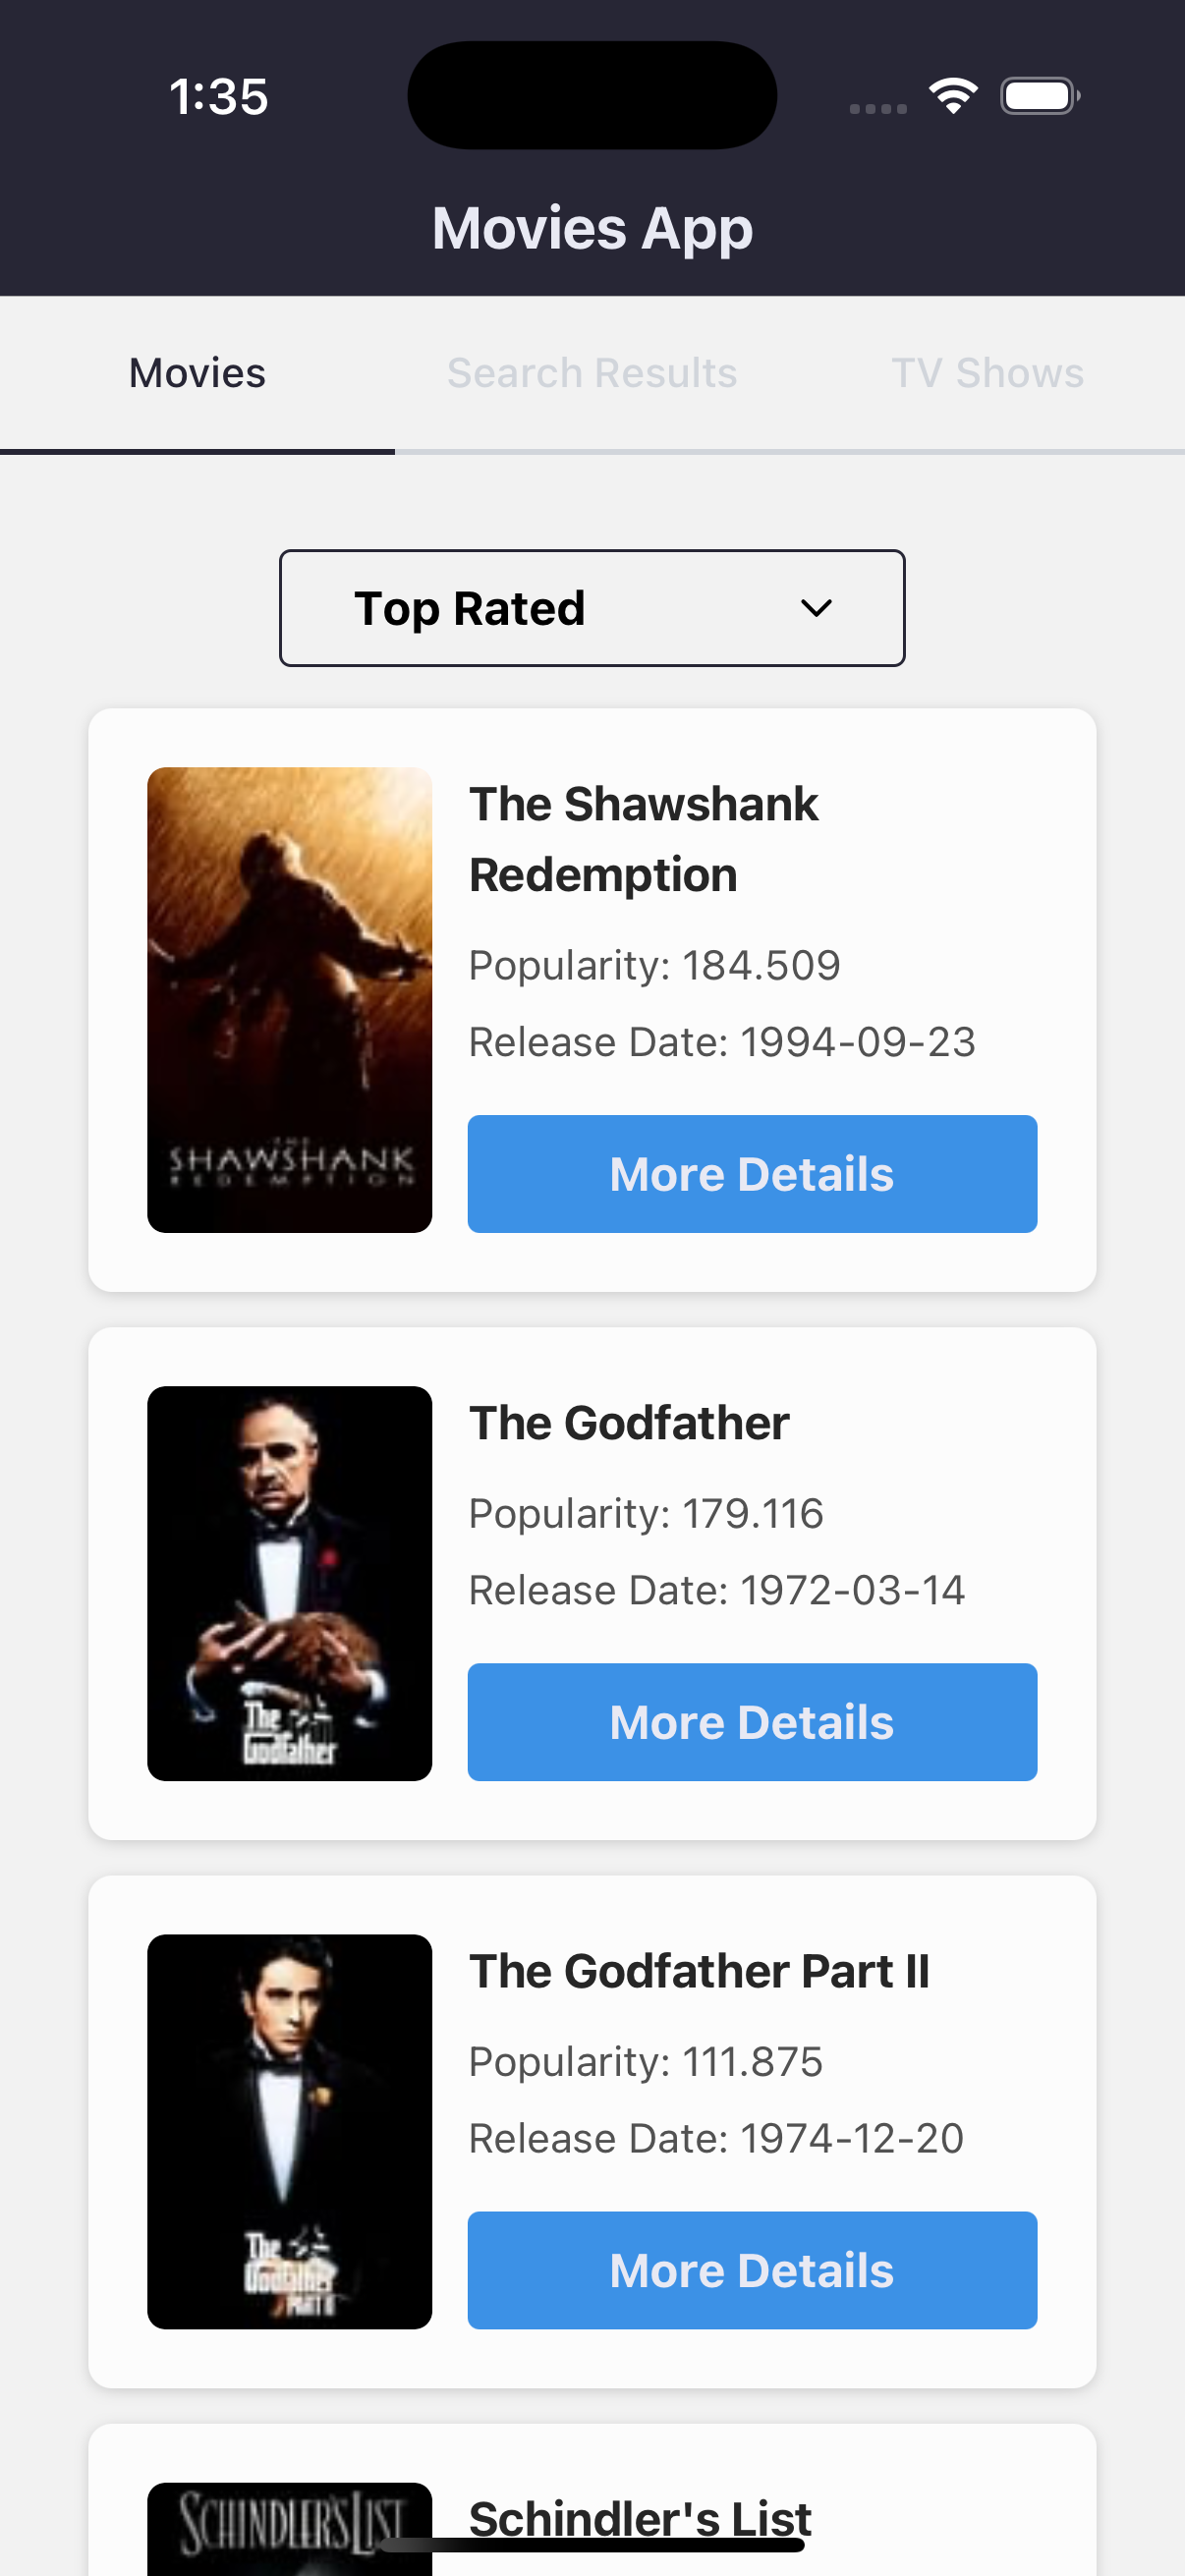 1:35
Movies App
Movies
Search Results
TV Shows
Top Rated
THE
SHAWSHANK
REDEMPTION
The Shawshank
Redemption
Popularity: 184.509
Release Date: 1994-09-23
More Details
The
Godfather
The Godfather
Popularity: 179.116
Release Date: 1972-03-14
More Details
The
Godfather
PART II
The Godfather Part II
Popularity: 111.875
Release Date: 1974-12-20
More Details
SCHINDLER'S LIST
Schindler's List